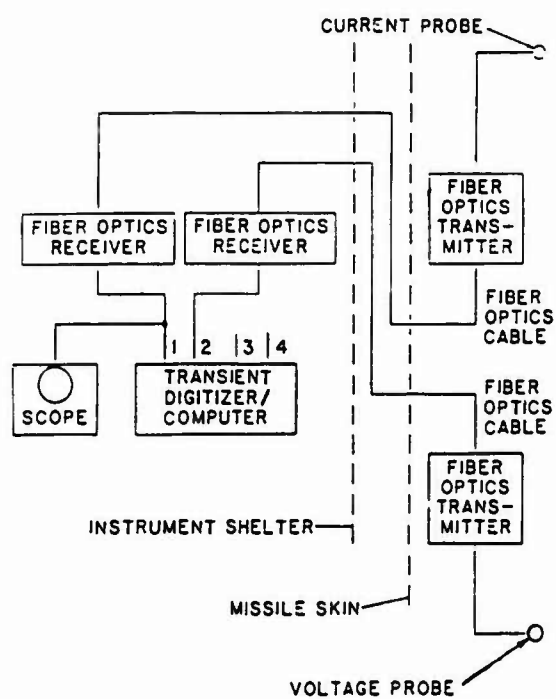 CURRENT PROBE
FIBER
OPTICS
TRANS-
MITTER
FIBER OPTICS
RECEIVER
FIBER OPTICS
RECEIVER
FIBER
OPTICS
CABLE
1 2 3 4
SCOPE
TRANSIENT
DIGITIZER/
COMPUTER
FIBER
OPTICS
CABLE
FIBER
OPTICS
TRANS-
MITTER
INSTRUMENT SHELTER
MISSILE SKIN
VOLTAGE PROBE